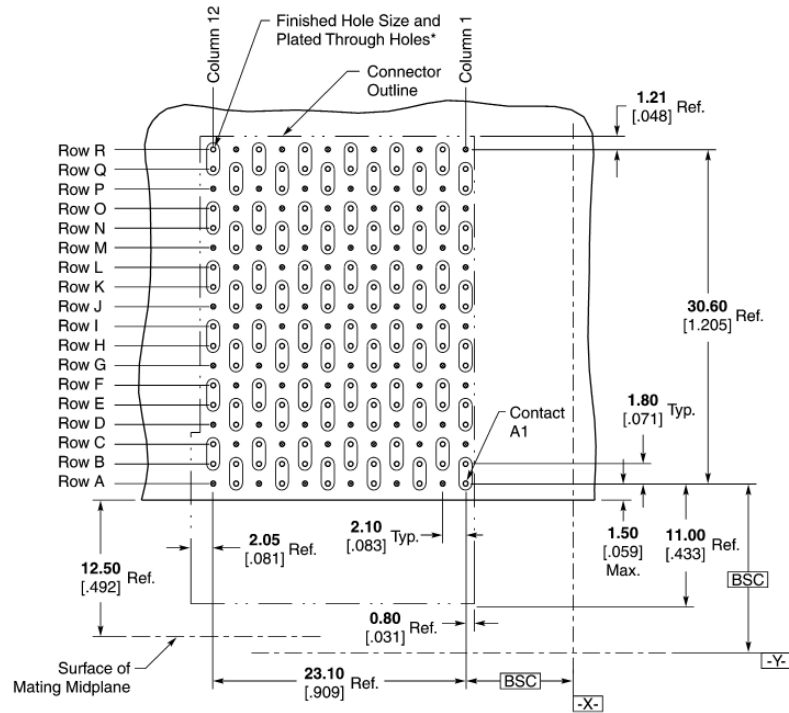 Column 12
Finished Hole Size and
Plated Through Holes*
Column 1
Connector
Outline
1.21
[.048]
Ref.
Row R
Row Q
Row P
Row O
Row N
Row M
Row L
Row K
Row J
Row I
Row H
Row G
Row F
Row E
Row D
Row C
Row B
Row A
30.60
[1.205]
Ref.
1.80
[.071]
Typ.
Contact
A1
2.05
[.081]
Ref.
2.10
[.083]
Typ.
1.50
[.059]
Max.
11.00
[.433]
Ref.
12.50
[.492]
Ref.
BSC
0.80
[.031]
Ref.
Surface of
Mating Midplane
23.10
[.909]
Ref.
BSC
-Y-
-X-